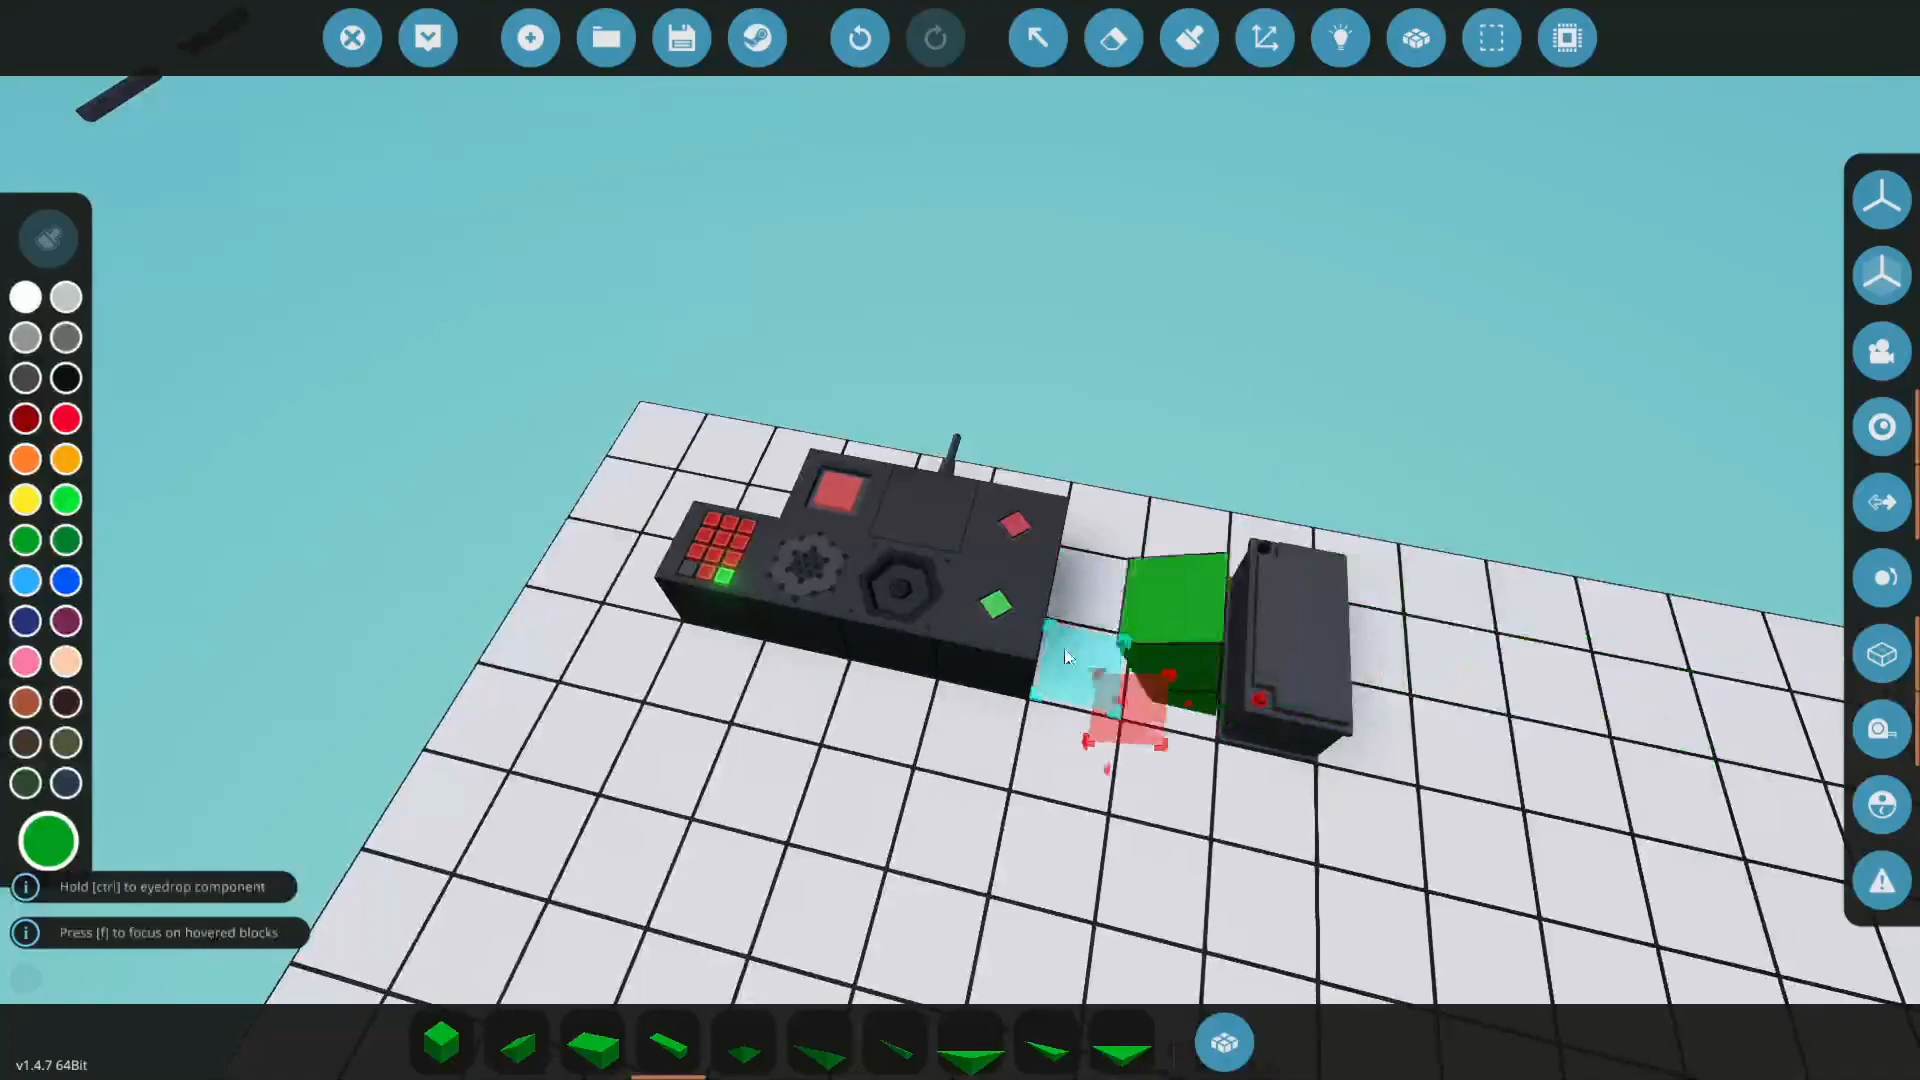 Hold [ctrl] to eyedrop component
Press [f] to focus on hovered blocks
v1.4.7 64Bit